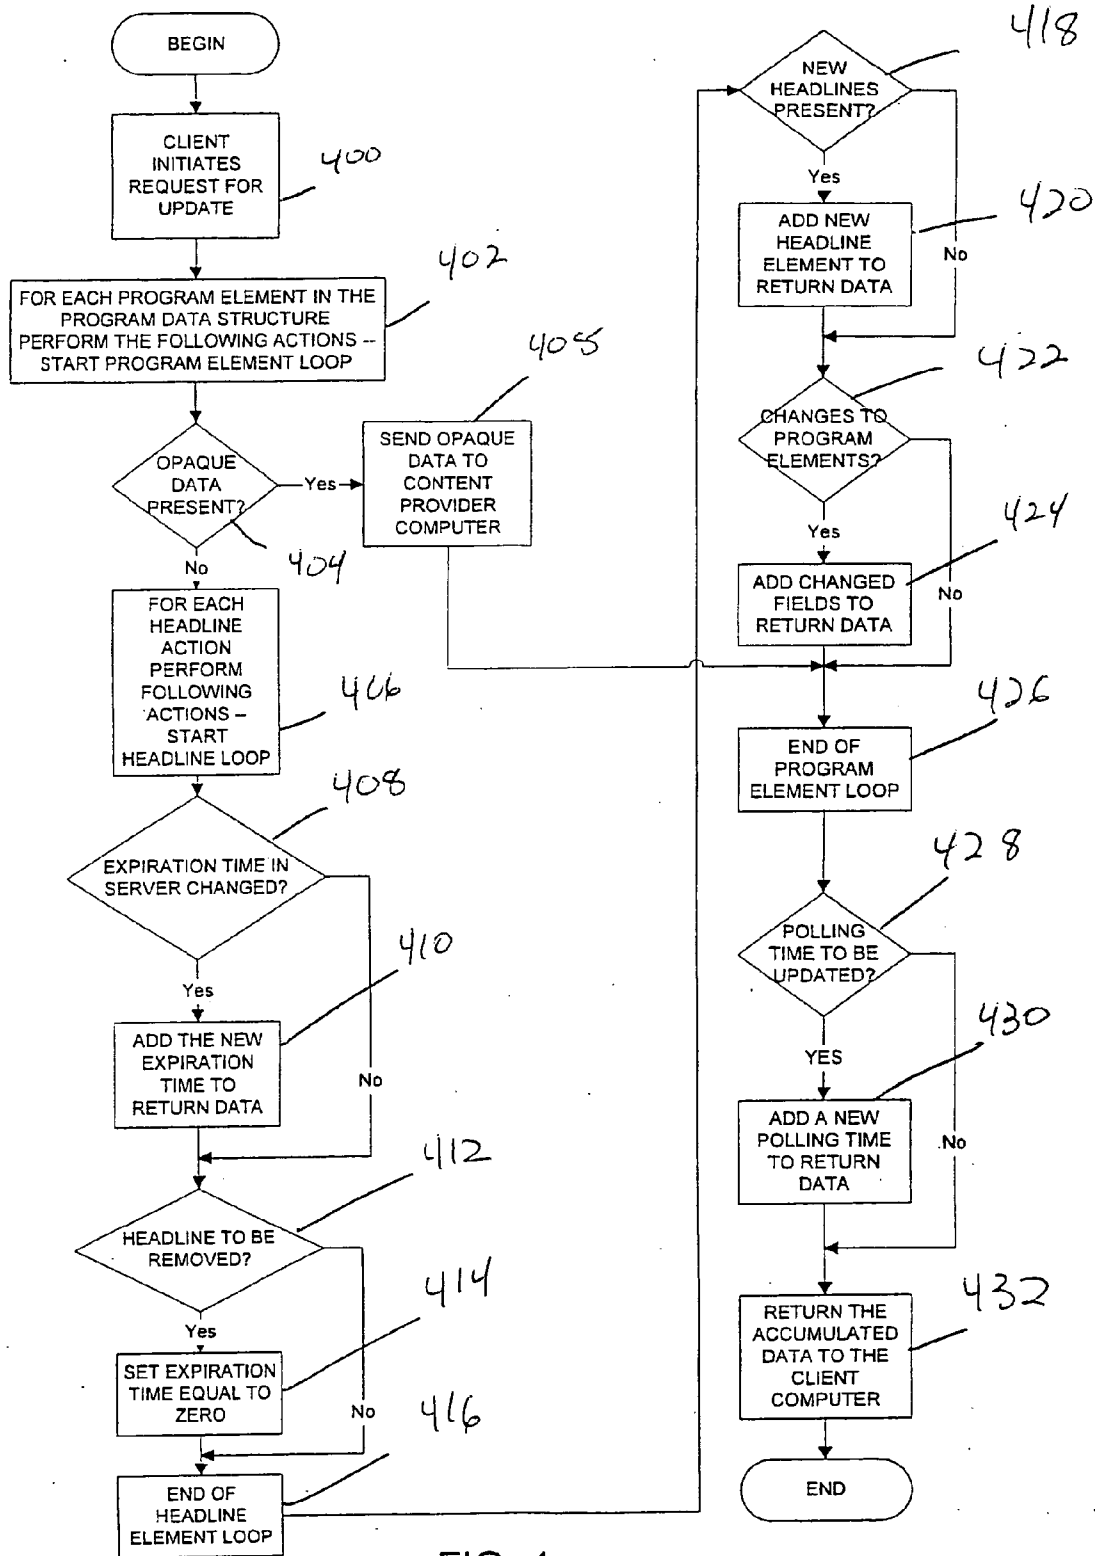 BEGIN
CLIENT
INITIATES
REQUEST FOR
UPDATE
400
FOR EACH PROGRAM ELEMENT IN THE
PROGRAM DATA STRUCTURE
PERFORM THE FOLLOWING ACTIONS --
START PROGRAM ELEMENT LOOP
402
OPAQUE
DATA
PRESENT?
404
Yes
SEND OPAQUE
DATA TO
CONTENT
PROVIDER
COMPUTER
405
No
FOR EACH
HEADLINE
ACTION
PERFORM
FOLLOWING
ACTIONS –
START
HEADLINE LOOP
406
EXPIRATION TIME IN
SERVER CHANGED?
408
Yes
No
ADD THE NEW
EXPIRATION
TIME TO
RETURN DATA
410
HEADLINE TO BE
REMOVED?
412
Yes
No
SET EXPIRATION
TIME EQUAL TO
ZERO
414
END OF
HEADLINE
ELEMENT LOOP
416
NEW
HEADLINES
PRESENT?
418
Yes
No
ADD NEW
HEADLINE
ELEMENT TO
RETURN DATA
420
CHANGES TO
PROGRAM
ELEMENTS?
422
Yes
No
ADD CHANGED
FIELDS TO
RETURN DATA
424
END OF
PROGRAM
ELEMENT LOOP
426
POLLING
TIME TO BE
UPDATED?
428
YES
No
ADD A NEW
POLLING TIME
TO RETURN
DATA
430
RETURN THE
ACCUMULATED
DATA TO THE
CLIENT
COMPUTER
432
END